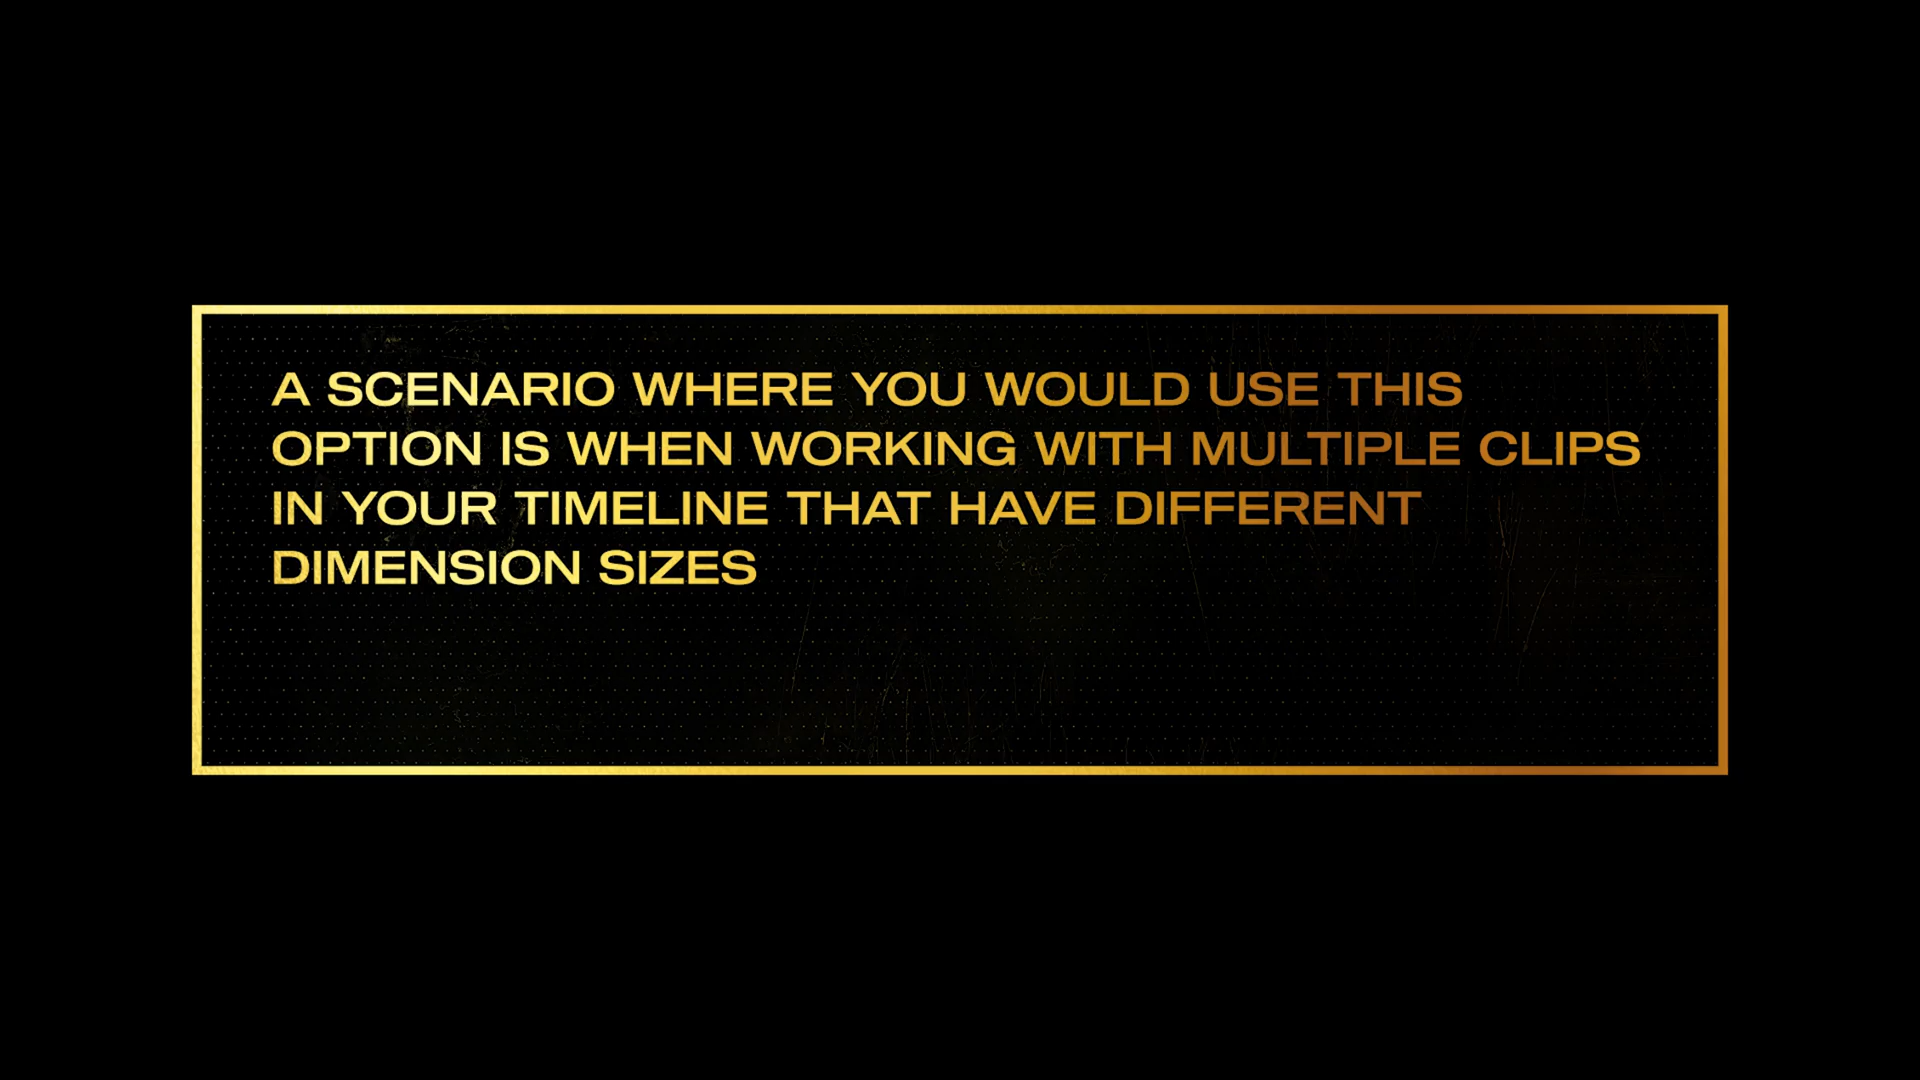 A SCENARIO WHERE YOU WOULD USE THIS
OPTION IS WHEN WORKING WITH MULTIPLE CLIPS
IN YOUR TIMELINE THAT HAVE DIFFERENT
DIMENSION SIZES